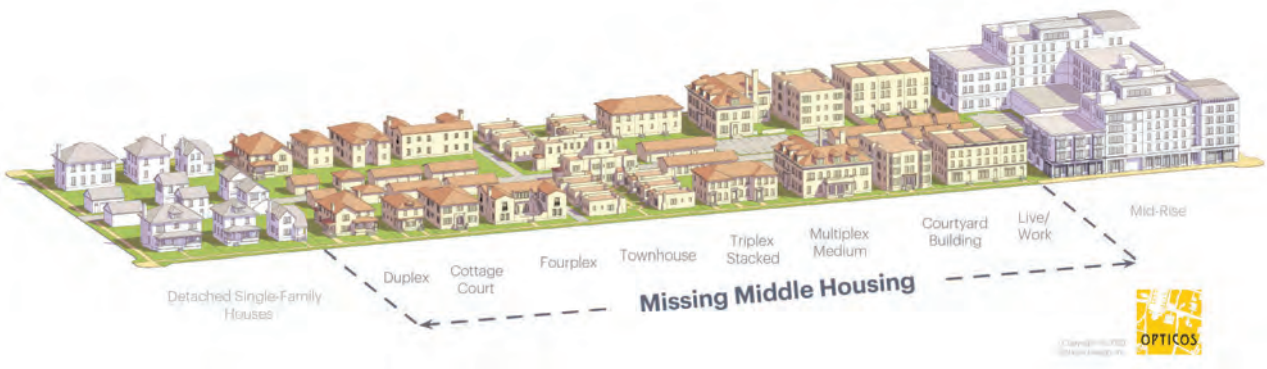 Detached Single-Family
Houses
Duplex
Cottage
Court
Fourplex
Townhouse
Triplex
Stacked
Multiplex
Medium
Courtyard
Building
Live/
Work
Mid-Rise
Missing Middle Housing
OPTICOS